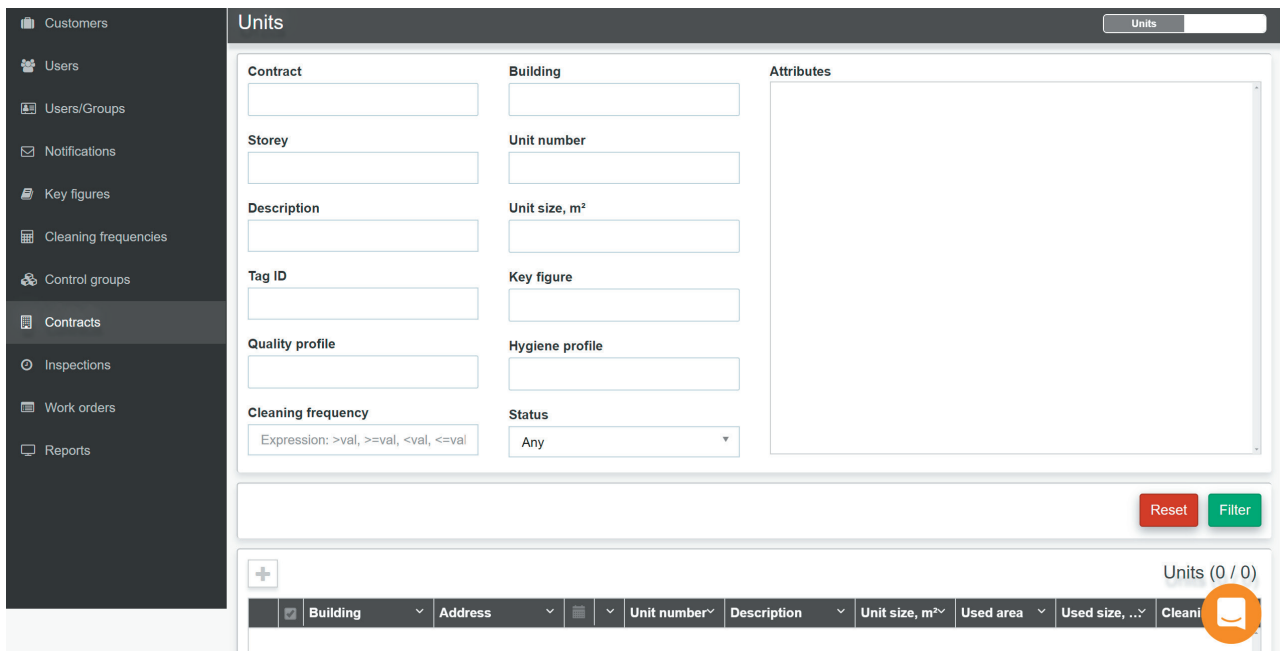 Customers
Users
Users/Groups
Notifications
Key figures
Cleaning frequencies
Control groups
Contracts
Inspections
Work orders
Reports
Units
Units
Contract
Building
Attributes
Storey
Unit number
Description
Unit size, m²
Tag ID
Key figure
Quality profile
Hygiene profile
Cleaning frequency
Status
Expression: >val, >=val, <val, <=val
Any
Reset
Filter
Units (0 / 0)
Building Address Unit number Description Unit size, m² Used area Used size, ... Cleani